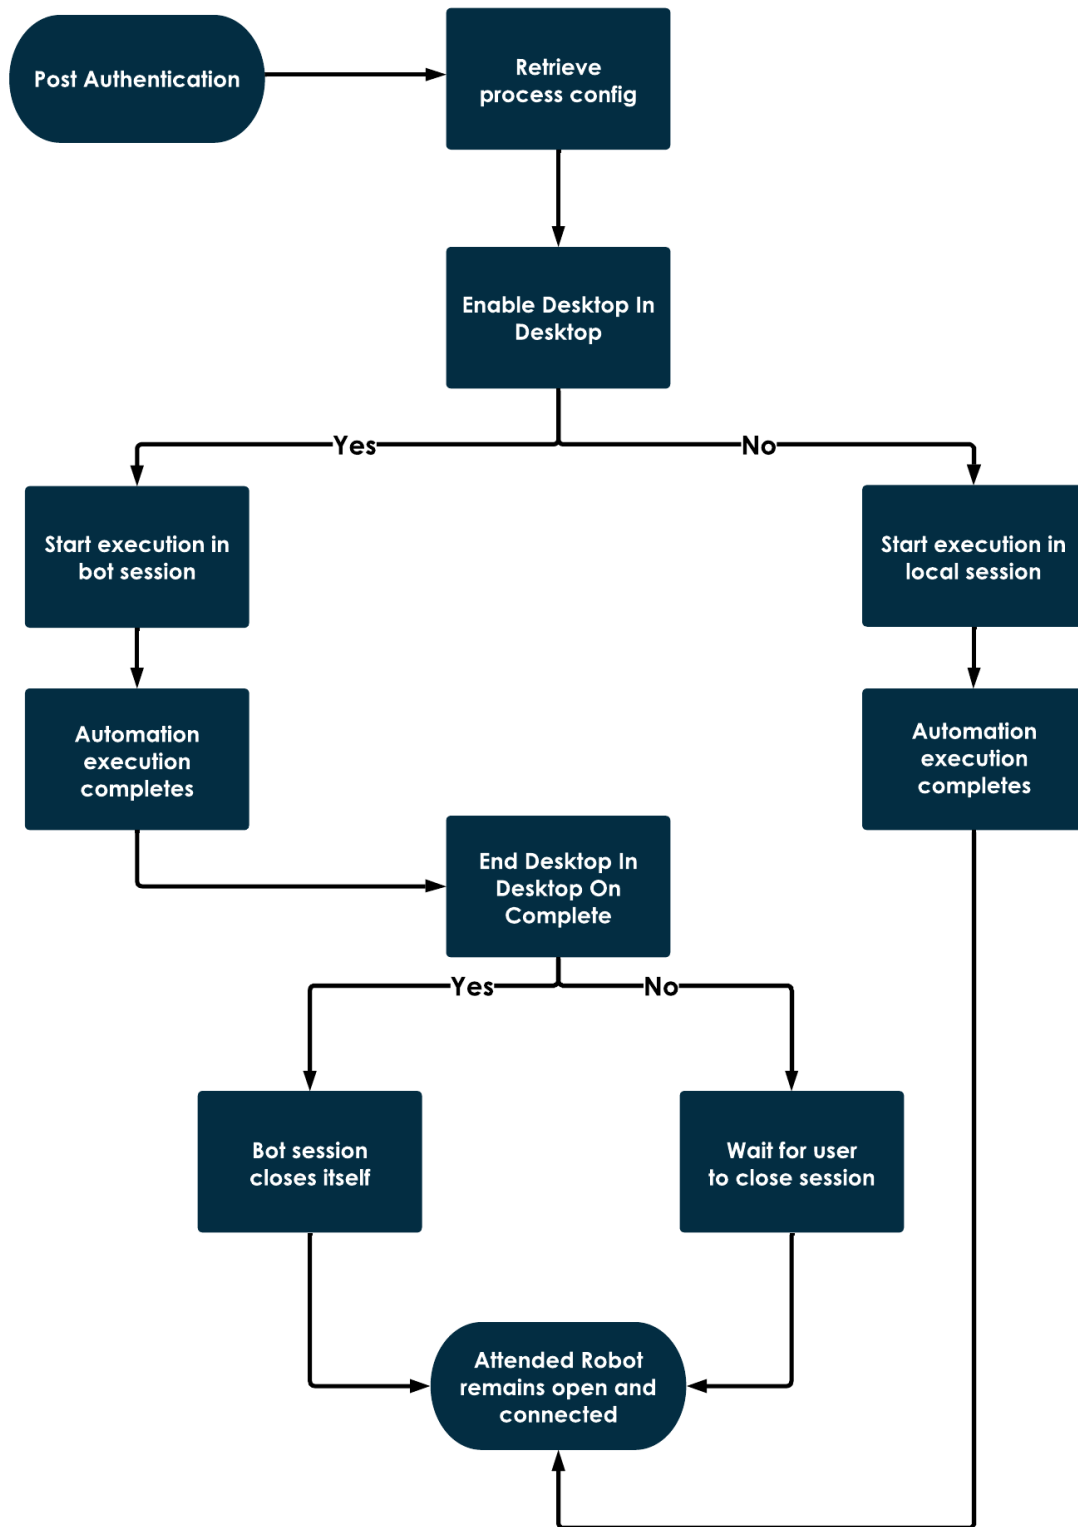 Post Authentication
Retrieve
process config
Enable Desktop In
Desktop
Yes
No
Start execution in
bot session
Start execution in
local session
Automation
execution
completes
Automation
execution
completes
End Desktop In
Desktop On
Complete
Yes
No
Bot session
closes itself
Wait for user
to close session
Attended Robot
remains open and
connected